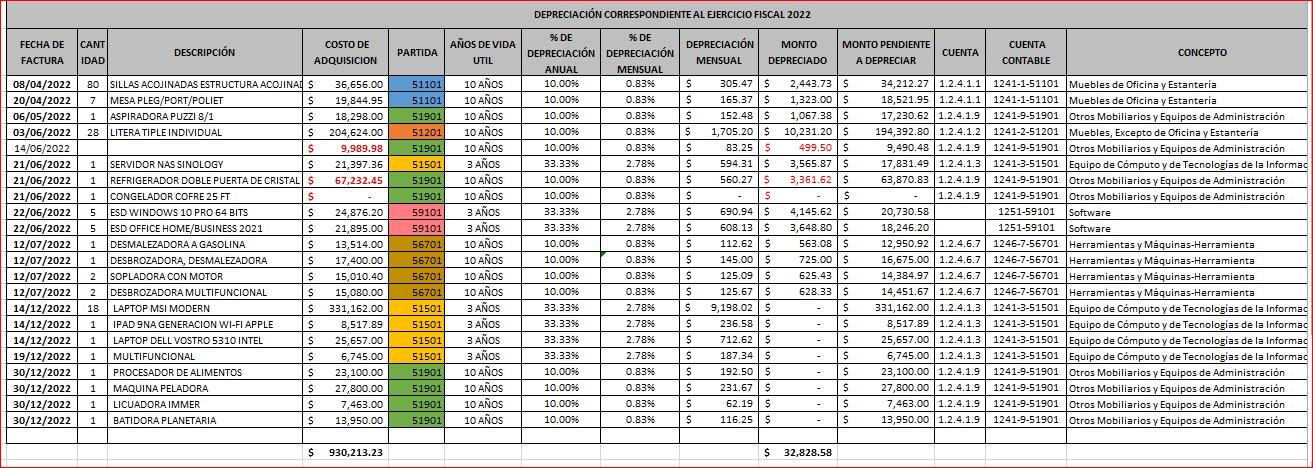 DEPRECIACIÓN CORRESPONDIENTE AL EJERCICIO FISCAL 2022
FECHA DE FACTURA CANTIDAD DESCRIPCIÓN COSTO DE ADQUISICION PARTIDA AÑOS DE VIDA UTIL % DE DEPRECIACIÓN ANUAL % DE DEPRECIACIÓN MENSUAL DEPRECIACIÓN MENSUAL MONTO DEPRECIADO MONTO PENDIENTE A DEPRECIAR CUENTA CUENTA CONTABLE CONCEPTO
08/04/2022 80 SILLAS ACOJINADAS ESTRUCTURA ACOJINAD $ 36,656.00 51101 10 AÑOS 10.00% 0.83% $ 305.47 $ 2,443.73 $ 34,212.27 1.2.4.1.1 1241-1-51101 Muebles de Oficina y Estantería
20/04/2022 7 MESA PLEG/PORT/POLIET $ 19,844.95 51101 10 AÑOS 10.00% 0.83% $ 165.37 $ 1,323.00 $ 18,521.95 1.2.4.1.1 1241-1-51101 Muebles de Oficina y Estantería
06/05/2022 1 ASPIRADORA PUZZI 8/1 $ 18,298.00 51901 10 AÑOS 10.00% 0.83% $ 152.48 $ 1,067.38 $ 17,230.62 1.2.4.1.9 1241-9-51901 Otros Mobiliarios y Equipos de Administración
03/06/2022 28 LITERA TIPLE INDIVIDUAL $ 204,624.00 51201 10 AÑOS 10.00% 0.83% $ 1,705.20 $ 10,231.20 $ 194,392.80 1.2.4.1.2 1241-2-51201 Muebles, Excepto de Oficina y Estantería
14/06/2022 $ 9,989.98 51901 10 AÑOS 10.00% 0.83% $ 83.25 $ 499.50 $ 9,490.48 1.2.4.1.9 1241-9-51901 Otros Mobiliarios y Equipos de Administración
21/06/2022 1 SERVIDOR NAS SINOLOGY $ 21,397.36 51501 3 AÑOS 33.33% 2.78% $ 594.31 $ 3,565.87 $ 17,831.49 1.2.4.1.3 1241-3-51501 Equipo de Cómputo y de Tecnologías de la Informac
21/06/2022 1 REFRIGERADOR DOBLE PUERTA DE CRISTAL $ 67,232.45 51901 10 AÑOS 10.00% 0.83% $ 560.27 $ 3,361.62 $ 63,870.83 1.2.4.1.9 1241-9-51901 Otros Mobiliarios y Equipos de Administración
21/06/2022 1 CONGELADOR COFRE 25 FT $ - 51901 10 AÑOS 10.00% 0.83% $ - $ - $ - 1.2.4.1.9 1241-9-51901 Otros Mobiliarios y Equipos de Administración
22/06/2022 5 ESD WINDOWS 10 PRO 64 BITS $ 24,876.20 59101 3 AÑOS 33.33% 2.78% $ 690.94 $ 4,145.62 $ 20,730.58 1251-59101 Software
22/06/2022 5 ESD OFFICE HOME/BUSINESS 2021 $ 21,895.00 59101 3 AÑOS 33.33% 2.78% $ 608.13 $ 3,648.80 $ 18,246.20 1251-59101 Software
12/07/2022 1 DESMALEZADORA A GASOLINA $ 13,514.00 56701 10 AÑOS 10.00% 0.83% $ 112.62 $ 563.08 $ 12,950.92 1.2.4.6.7 1246-7-56701 Herramientas y Máquinas-Herramienta
12/07/2022 1 DESBROZADORA, DESMALEZADORA $ 17,400.00 56701 10 AÑOS 10.00% 0.83% $ 145.00 $ 725.00 $ 16,675.00 1.2.4.6.7 1246-7-56701 Herramientas y Máquinas-Herramienta
12/07/2022 2 SOPLADORA CON MOTOR $ 15,010.40 56701 10 AÑOS 10.00% 0.83% $ 125.09 $ 625.43 $ 14,384.97 1.2.4.6.7 1246-7-56701 Herramientas y Máquinas-Herramienta
12/07/2022 2 DESBROZADORA MULTIFUNCIONAL $ 15,080.00 56701 10 AÑOS 10.00% 0.83% $ 125.67 $ 628.33 $ 14,451.67 1.2.4.6.7 1246-7-56701 Herramientas y Máquinas-Herramienta
14/12/2022 18 LAPTOP MSI MODERN $ 331,162.00 51501 3 AÑOS 33.33% 2.78% $ 9,198.02 $ - $ 331,162.00 1.2.4.1.3 1241-3-51501 Equipo de Cómputo y de Tecnologías de la Informac
14/12/2022 1 IPAD 9NA GENERACION WI-FI APPLE $ 8,517.89 51501 3 AÑOS 33.33% 2.78% $ 236.58 $ - $ 8,517.89 1.2.4.1.3 1241-3-51501 Equipo de Cómputo y de Tecnologías de la Informac
14/12/2022 1 LAPTOP DELL VOSTRO 5310 INTEL $ 25,657.00 51501 3 AÑOS 33.33% 2.78% $ 712.62 $ - $ 25,657.00 1.2.4.1.3 1241-3-51501 Equipo de Cómputo y de Tecnologías de la Informac
19/12/2022 1 MULTIFUNCIONAL $ 6,745.00 51501 3 AÑOS 33.33% 2.78% $ 187.34 $ - $ 6,745.00 1.2.4.1.3 1241-3-51501 Equipo de Cómputo y de Tecnologías de la Informac
30/12/2022 1 PROCESADOR DE ALIMENTOS $ 23,100.00 51901 10 AÑOS 10.00% 0.83% $ 192.50 $ - $ 23,100.00 1.2.4.1.9 1241-9-51901 Otros Mobiliarios y Equipos de Administración
30/12/2022 1 MAQUINA PELADORA $ 27,800.00 51901 10 AÑOS 10.00% 0.83% $ 231.67 $ - $ 27,800.00 1.2.4.1.9 1241-9-51901 Otros Mobiliarios y Equipos de Administración
30/12/2022 1 LICUADORA IMMER $ 7,463.00 51901 10 AÑOS 10.00% 0.83% $ 62.19 $ - $ 7,463.00 1.2.4.1.9 1241-9-51901 Otros Mobiliarios y Equipos de Administración
30/12/2022 1 BATIDORA PLANETARIA $ 13,950.00 51901 10 AÑOS 10.00% 0.83% $ 116.25 $ - $ 13,950.00 1.2.4.1.9 1241-9-51901 Otros Mobiliarios y Equipos de Administración
$ 930,213.23 $ 32,828.58